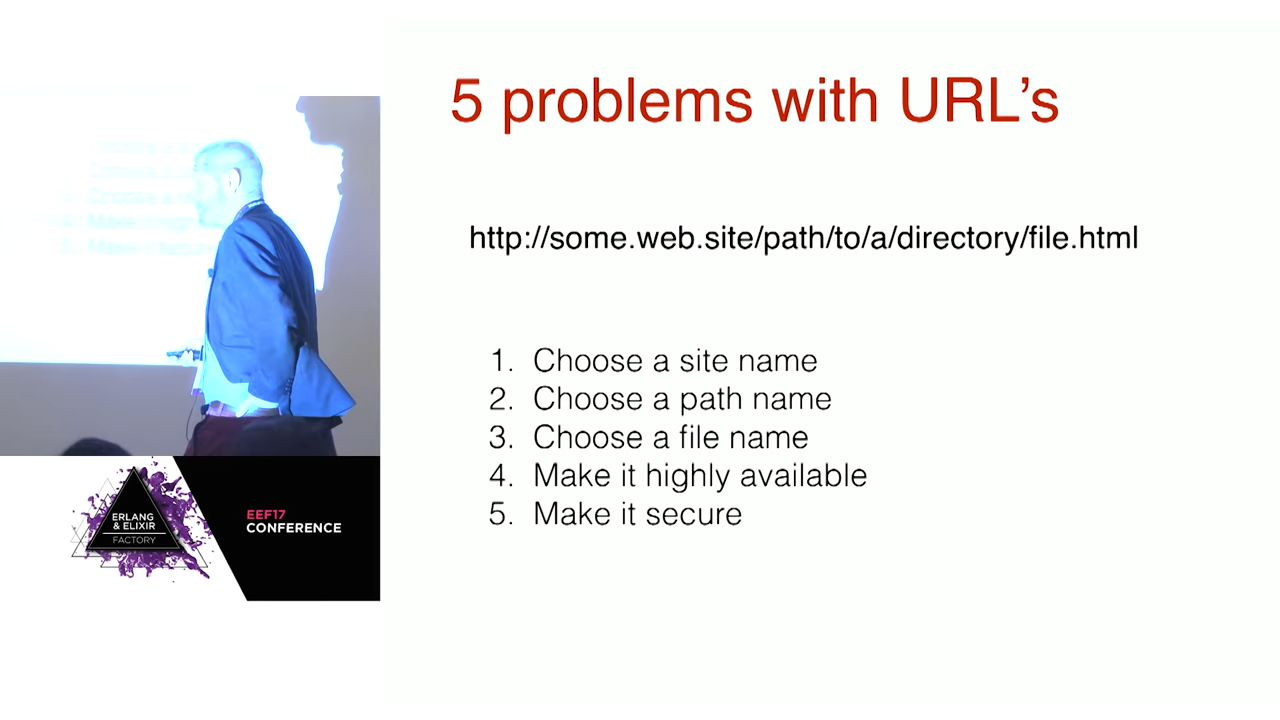 5 problems with URL’s
http://some.web.site/path/to/a/directory/file.html
1. Choose a site name
2. Choose a path name
3. Choose a file name
4. Make it highly available
5. Make it secure
ERLANG
& ELIXIR
FACTORY
EEF17
CONFERENCE